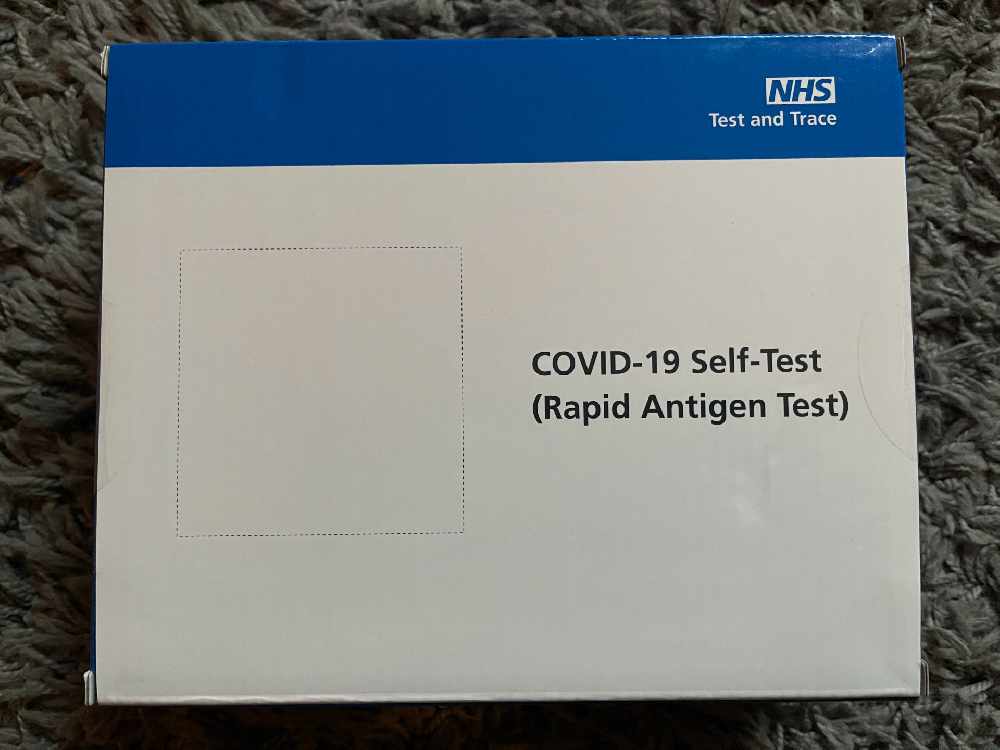 NHS
Test and Trace
COVID-19 Self-Test
(Rapid Antigen Test)